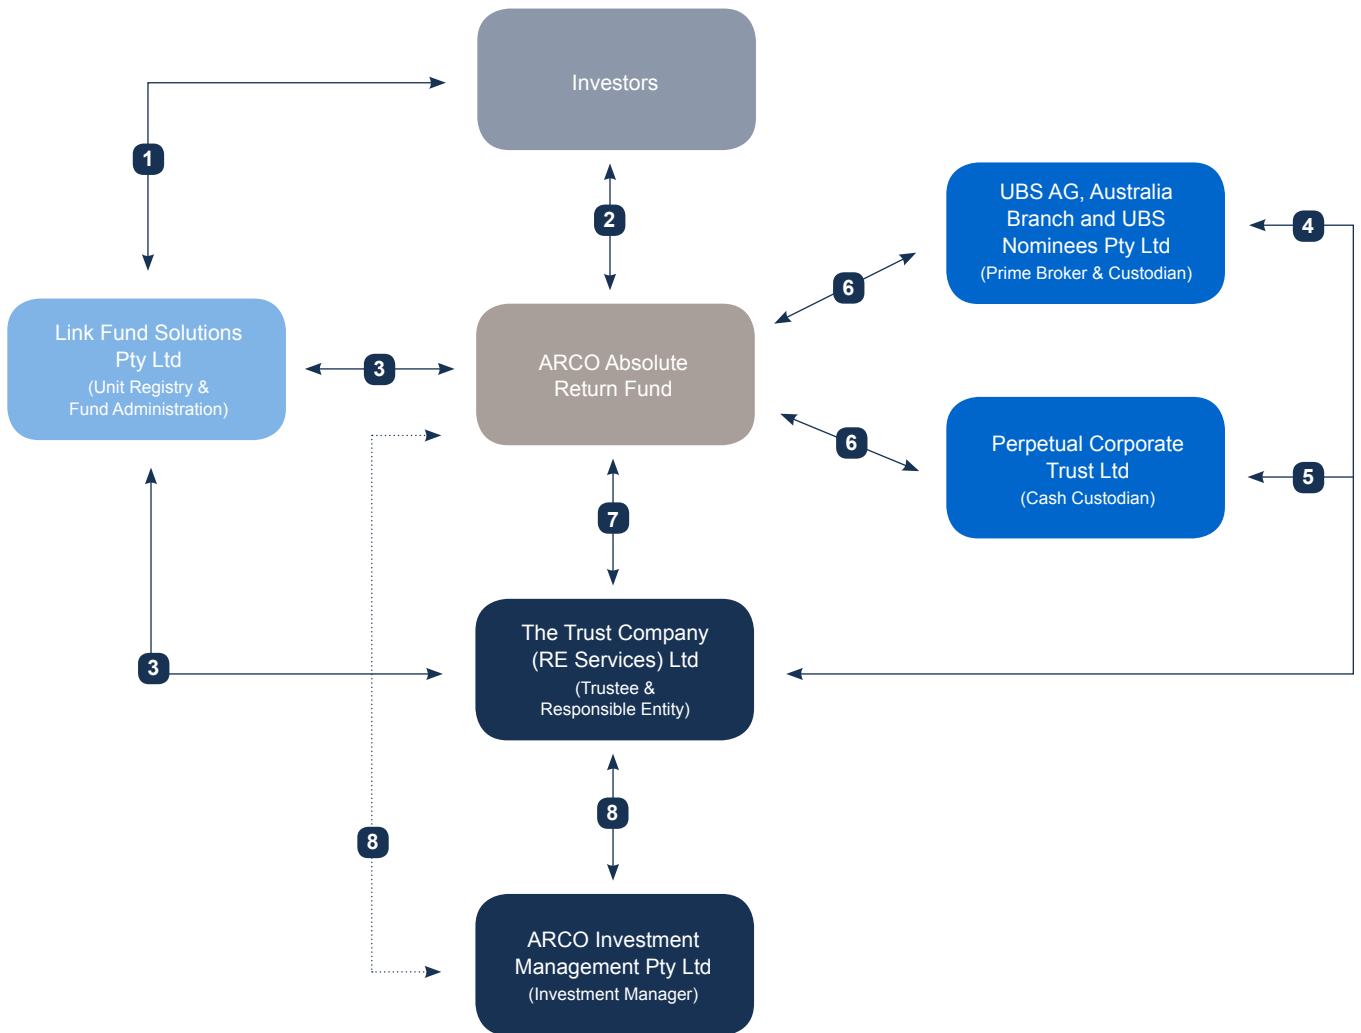 Investors
1
2
UBS AG, Australia
Branch and UBS
Nominees Pty Ltd
(Prime Broker & Custodian)
4
6
Link Fund Solutions
Pty Ltd
(Unit Registry &
Fund Administration)
3
ARCO Absolute
Return Fund
6
Perpetual Corporate
Trust Ltd
(Cash Custodian)
5
7
The Trust Company
(RE Services) Ltd
(Trustee &
Responsible Entity)
3
8
8
ARCO Investment
Management Pty Ltd
(Investment Manager)